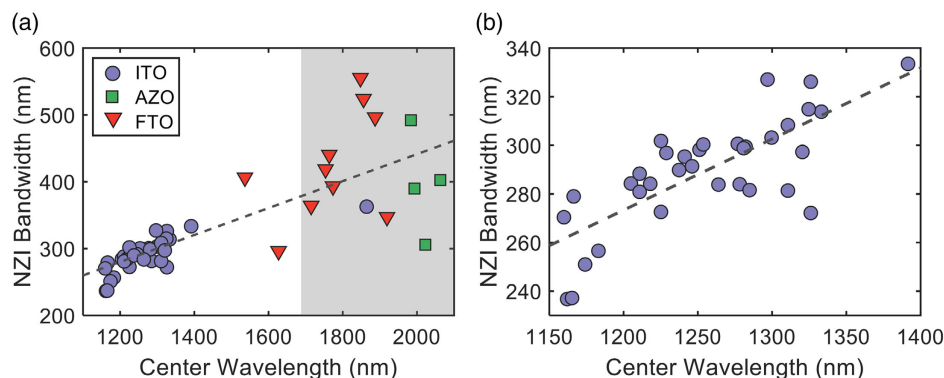 (a)
600
500
400
300
200
NZI Bandwidth (nm)
ITO
AZO
FTO
1200 1400 1600 1800 2000
Center Wavelength (nm)
(b)
340
320
300
280
260
240
NZI Bandwidth (nm)
1150 1200 1250 1300 1350 1400
Center Wavelength (nm)